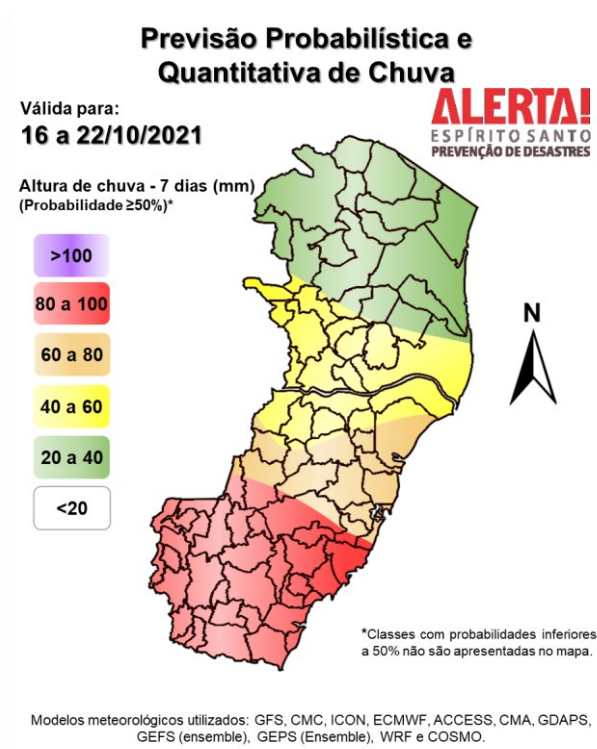 Previsão Probabilística e
Quantitativa de Chuva
Válida para:
16 a 22/10/2021
ALERTA!
ESPÍRITO SANTO
PREVENÇÃO DE DESASTRES
Altura de chuva - 7 dias (mm)
(Probabilidade ≥50%)*
>100
80 a 100
60 a 80
40 a 60
20 a 40
<20
N
*Classes com probabilidades inferiores
a 50% não são apresentadas no mapa.
Modelos meteorológicos utilizados: GFS, CMC, ICON, ECMWF, ACCESS, CMA, GDAPS,
GEFS (ensemble), GEPS (Ensemble), WRF e COSMO.